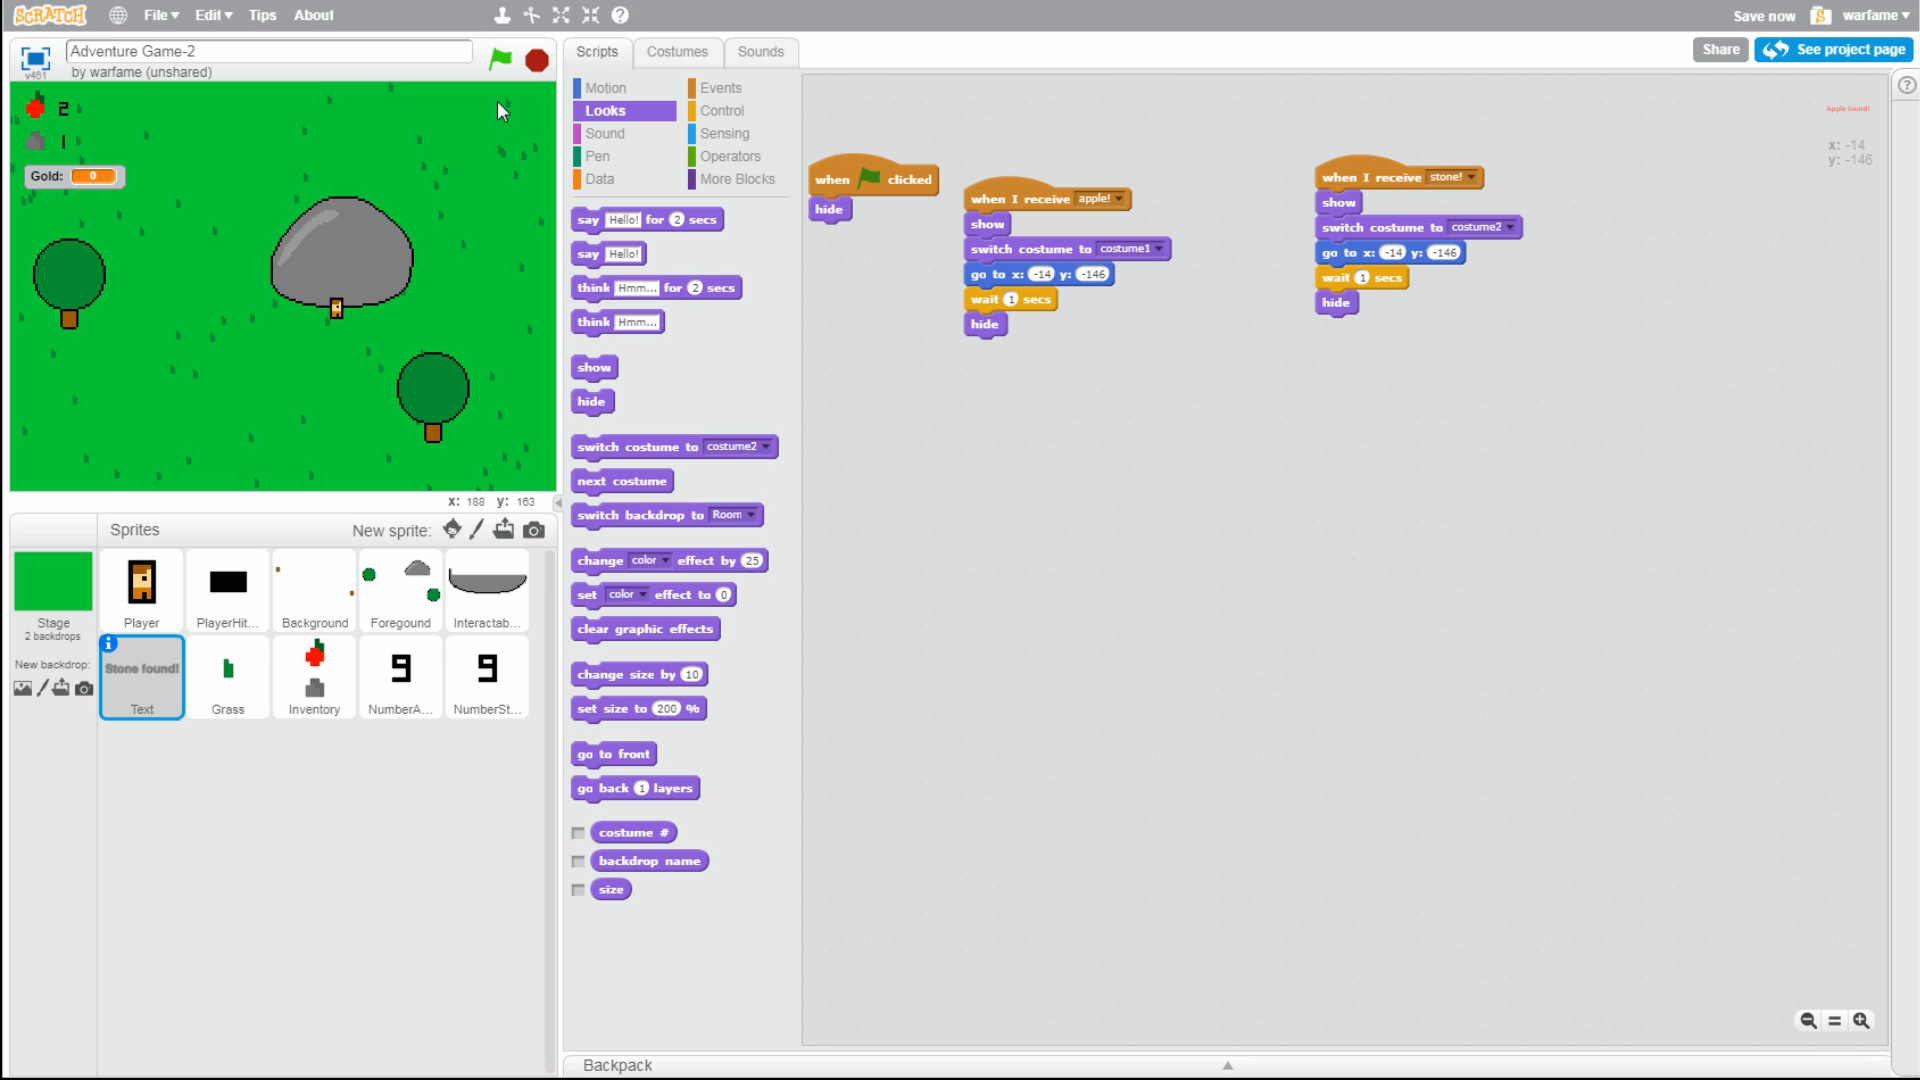 SCRATCH File Edit Tips About Save now warfame
v461 Adventure Game-2
by warfame (unshared)
Scripts Costumes Sounds Share See project page
2
1
Gold: 0
x: 188 y: 163
Motion Events
Looks Control
Sound Sensing
Pen Operators
Data More Blocks
say Hello! for 2 secs
say Hello!
think Hmm... for 2 secs
think Hmm...
show
hide
switch costume to costume2
next costume
switch backdrop to Room
change color effect by 25
set color effect to 0
clear graphic effects
change size by 10
set size to 200 %
go to front
go back 1 layers
costume #
backdrop name
size
when clicked
hide
when I receive apple!
show
switch costume to costume1
go to x: -14 y: -146
wait 1 secs
hide
when I receive stone!
show
switch costume to costume2
go to x: -14 y: -146
wait 1 secs
hide
Apple found!
x: -14
y: -146
Sprites New sprite:
Stage
2 backdrops
New backdrop:
Player PlayerHit... Background Foregound Interactab...
Stone found! 9 9
Text Grass Inventory NumberA... NumberSt...
Backpack